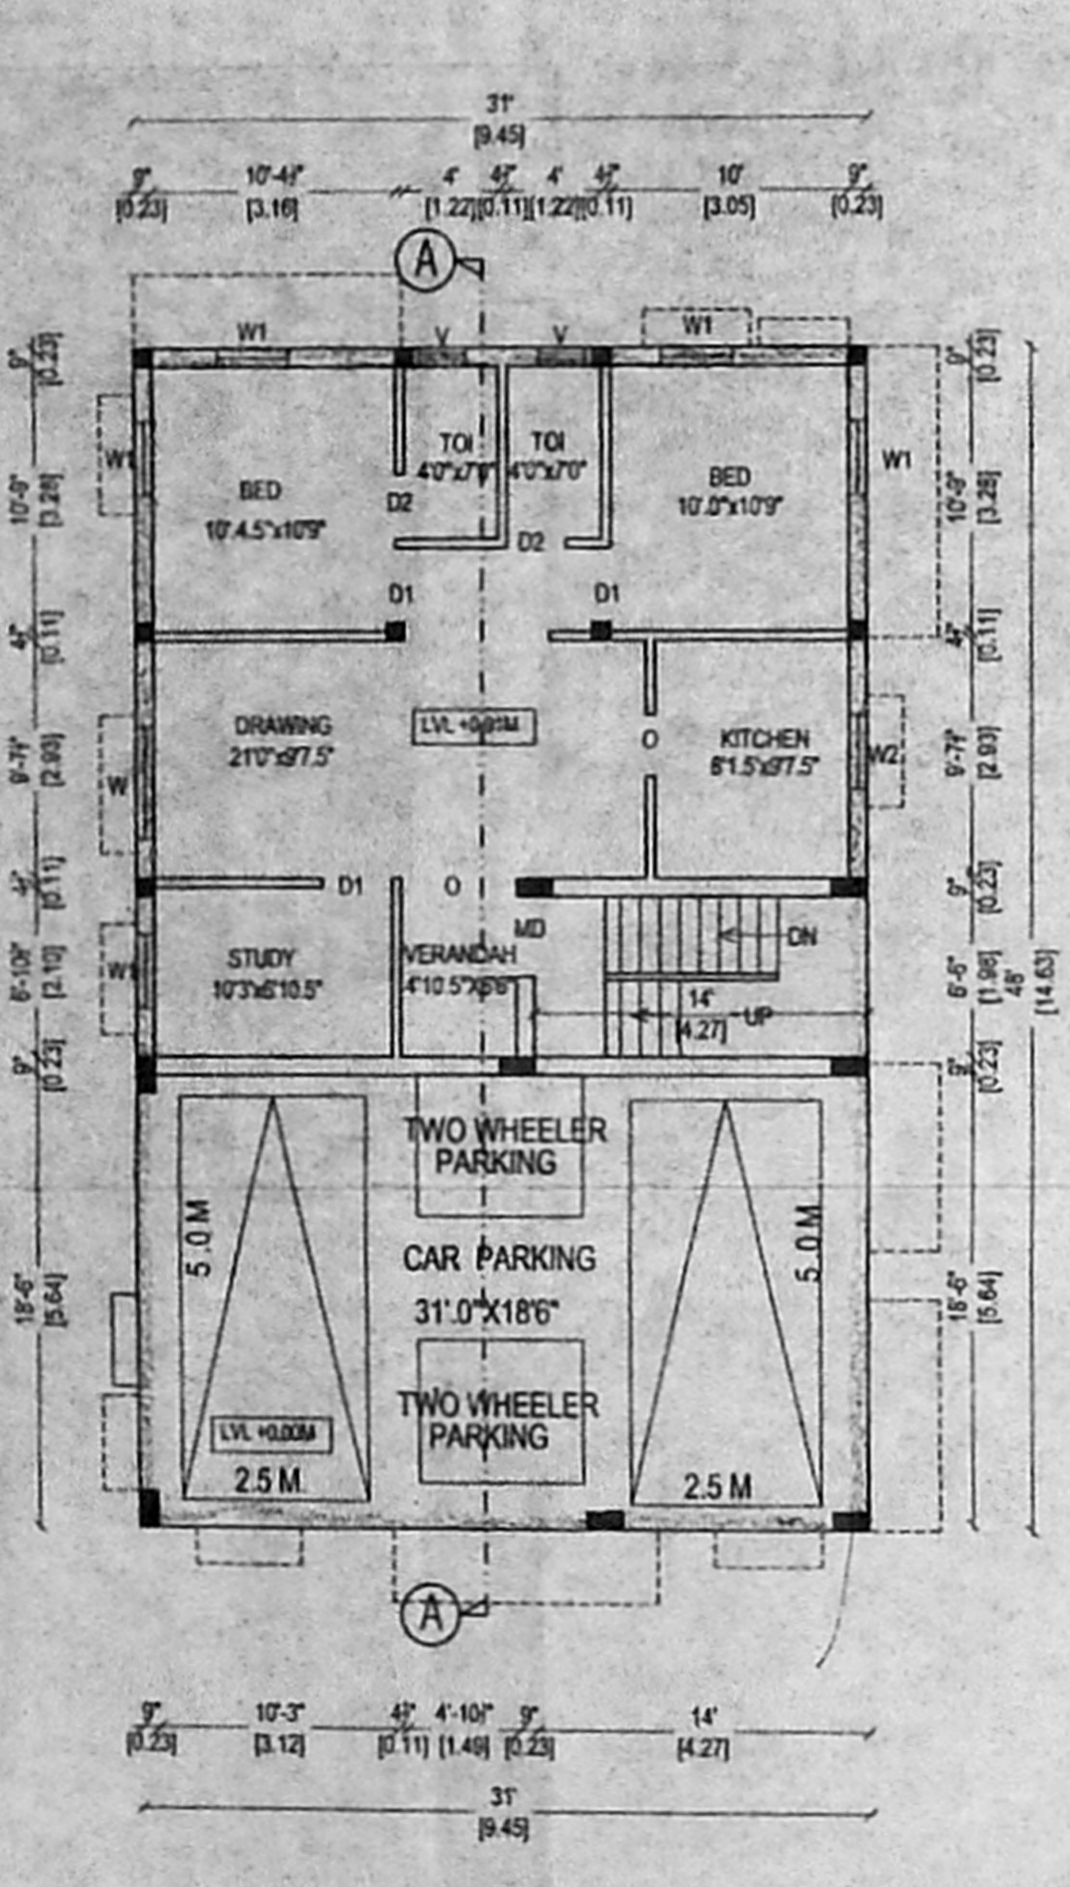 31'
[9.45]
9" 10'-4½" 4' 4½" 4' 4½" 10' 9"
[0.23] [3.16] [1.22] [0.11] [1.22] [0.11] [3.05] [0.23]
A
W1 V V W1
9"
[0.23]
9"
[0.23]
W1
W1
TOI
4'0"x7'0"
TOI
4'0"x7'0"
BED
10'.4.5"x10'9"
BED
10'.0"x10'9"
D2
D2
10'-9"
[3.28]
10'-9"
[3.28]
D1
D1
4½"
[0.11]
4½"
[0.11]
DRAWING
21'0"x9'7.5"
LVL +0.91M
O
KITCHEN
8'1.5"x9'7.5"
W
W2
9'-7½"
[2.93]
9'-7½"
[2.93]
D1
O
4½"
[0.11]
9"
[0.23]
MD
DN
STUDY
10'3"x6'10.5"
VERANDAH
4'10.5"X6'6"
W1
14'
[4.27]
UP
6'-10½"
[2.10]
6'-6"
[1.98]
48'
[14.63]
9"
[0.23]
9"
[0.23]
TWO WHEELER
PARKING
5.0 M
5.0 M
CAR PARKING
31'.0"X18'6"
18'-6"
[5.64]
18'-6"
[5.64]
TWO WHEELER
PARKING
LVL +0.00M
2.5 M
2.5 M
A
9" 10'-3" 4½" 4'-10½" 9" 14'
[0.23] [3.12] [0.11] [1.49] [0.23] [4.27]
31'
[9.45]